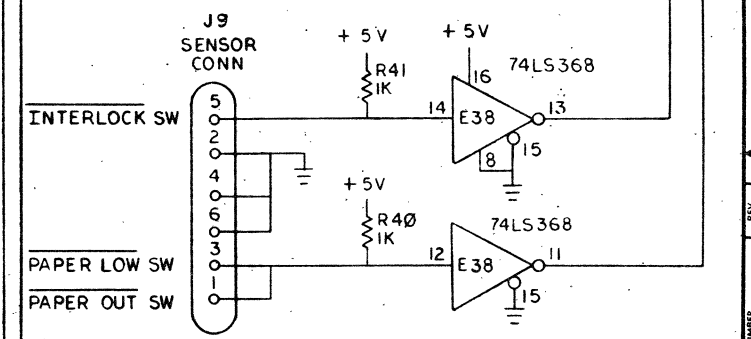 J9
SENSOR
CONN
+5V
+5V
74LS368
R41
1K
16
5
14
E38
13
INTERLOCK SW
2
15
8
4
+5V
6
R40
1K
74LS368
3
12
E38
11
PAPER LOW SW
1
15
PAPER OUT SW
REV